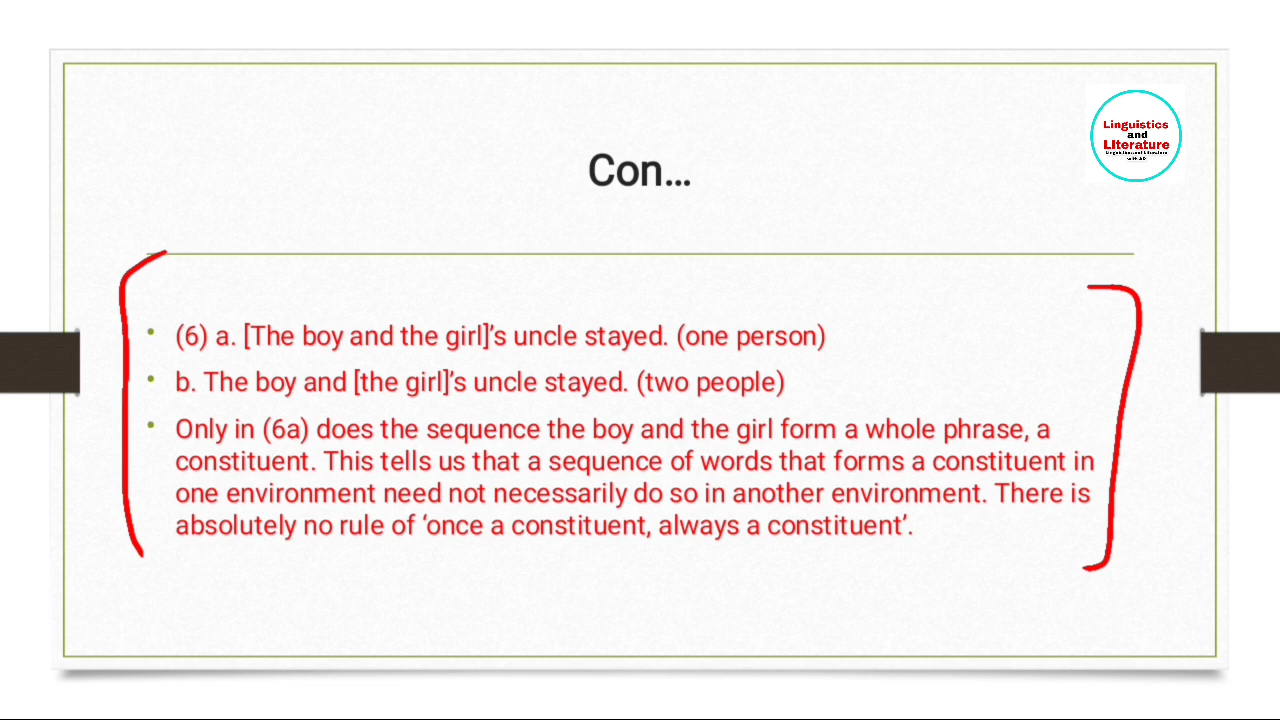 Linguistics
and
LIterature
Con...
• (6) a. [The boy and the girl]’s uncle stayed. (one person)
• b. The boy and [the girl]’s uncle stayed. (two people)
• Only in (6a) does the sequence the boy and the girl form a whole phrase, a
constituent. This tells us that a sequence of words that forms a constituent in
one environment need not necessarily do so in another environment. There is
absolutely no rule of ‘once a constituent, always a constituent’.